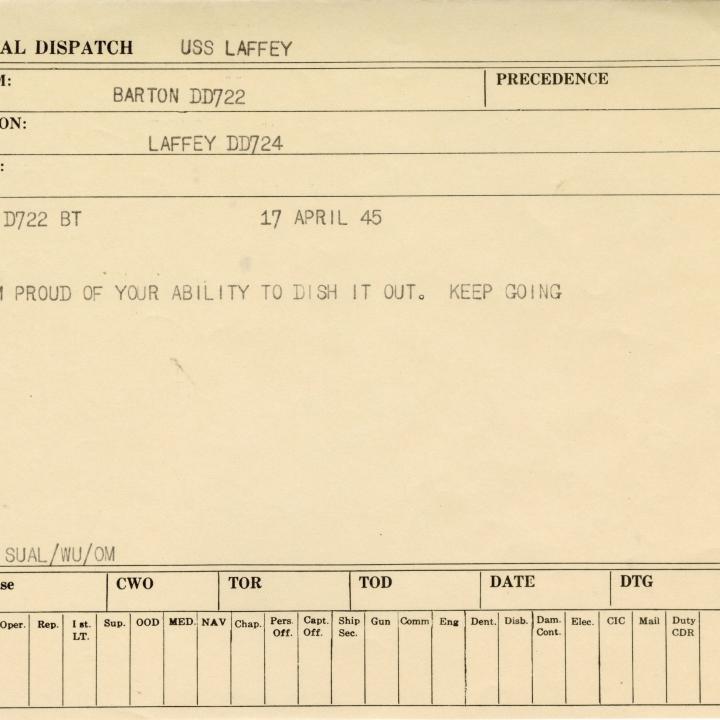 AL DISPATCH USS LAFFEY
M: BARTON DD722 PRECEDENCE
ON: LAFFEY DD724
:
D722 BT 17 APRIL 45
M PROUD OF YOUR ABILITY TO DISH IT OUT. KEEP GOING
SUAL/WU/OM
se CWO TOR TOD DATE DTG
Oper. Rep. 1st. LT. Sup. OOD MED. NAV Chap. Pers. Off. Capt. Off. Ship Sec. Gun Comm Eng Dent. Disb. Dam. Cont. Elec. CIC Mail Duty CDR